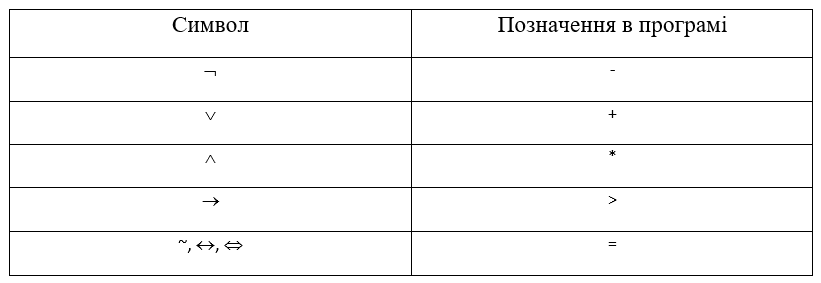 Символ Позначення в програмі
¬ -
∨ +
∧ *
→ >
~, ↔, ⇔ =